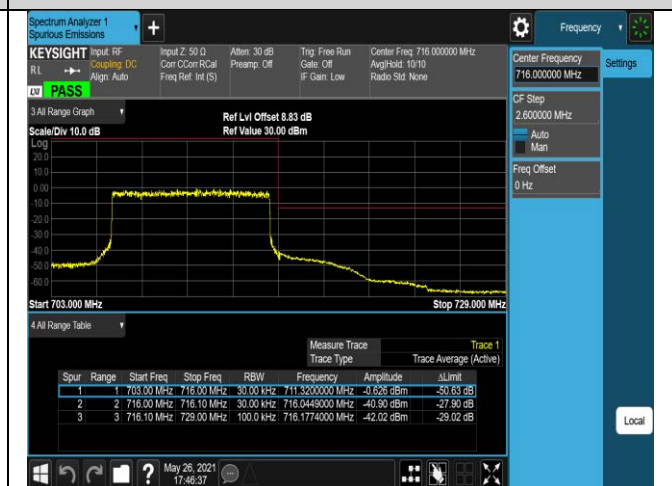 Spectrum Analyzer 1
Spurious Emissions
+
Frequency
KEYSIGHT Input: RF Input Z: 50 Ω Atten: 30 dB Trig: Free Run Center Freq: 716.000000 MHz
RL Coupling: DC Corr CCorr RCal Preamp: Off Gate: Off Avg|Hold: 10/10
Align: Auto Freq Ref: Int (S) IF Gain: Low Radio Std: None
LXI PASS
Center Frequency
716.000000 MHz
Settings
CF Step
2.600000 MHz
Auto
Man
Freq Offset
0 Hz
3 All Range Graph
Ref Lvl Offset 8.83 dB
Scale/Div 10.0 dB Ref Value 30.00 dBm
Log
20.0
10.0
0.00
-10.0
-20.0
-30.0
-40.0
-50.0
-60.0
Start 703.000 MHz Stop 729.000 MHz
4 All Range Table
Measure Trace Trace 1
Trace Type Trace Average (Active)
Spur Range Start Freq Stop Freq RBW Frequency Amplitude ΔLimit
1 1 703.00 MHz 716.00 MHz 30.00 kHz 711.3200000 MHz -0.626 dBm -50.63 dB
2 2 716.00 MHz 716.10 MHz 30.00 kHz 716.0449000 MHz -40.90 dBm -27.90 dB
3 3 716.10 MHz 729.00 MHz 100.0 kHz 716.1774000 MHz -42.02 dBm -29.02 dB
Local
? May 26, 2021
17:46:37